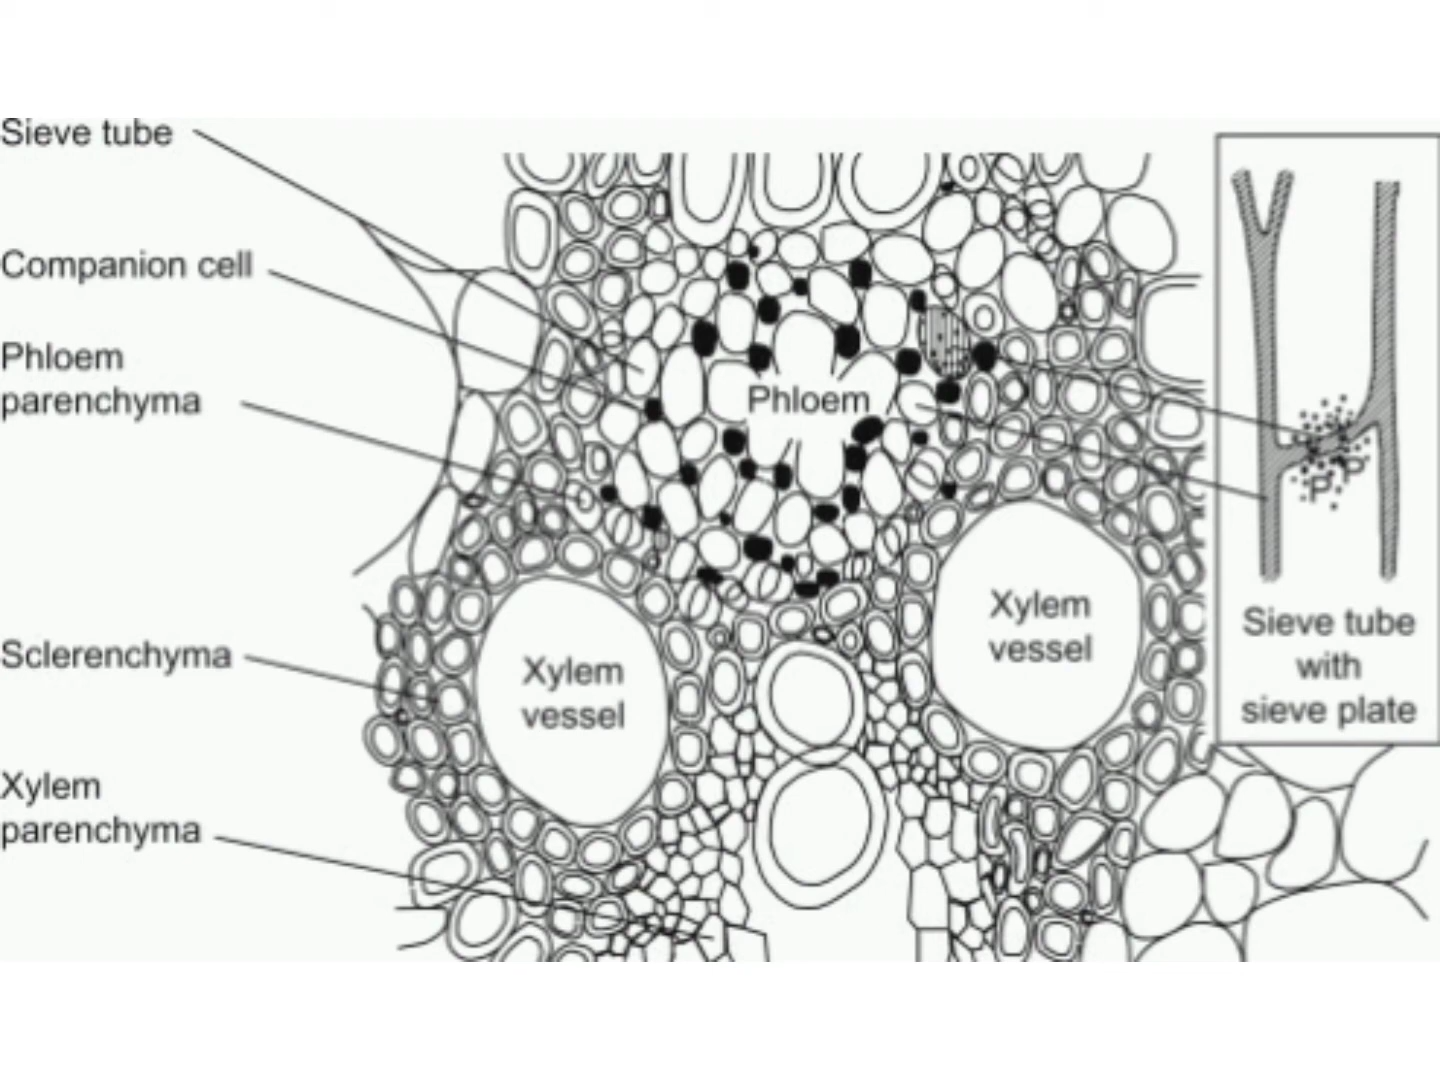 Sieve tube
Companion cell
Phloem
parenchyma
Sclerenchyma
Xylem
parenchyma
Phloem
Xylem
vessel
Xylem
vessel
P
P
Sieve tube
with
sieve plate